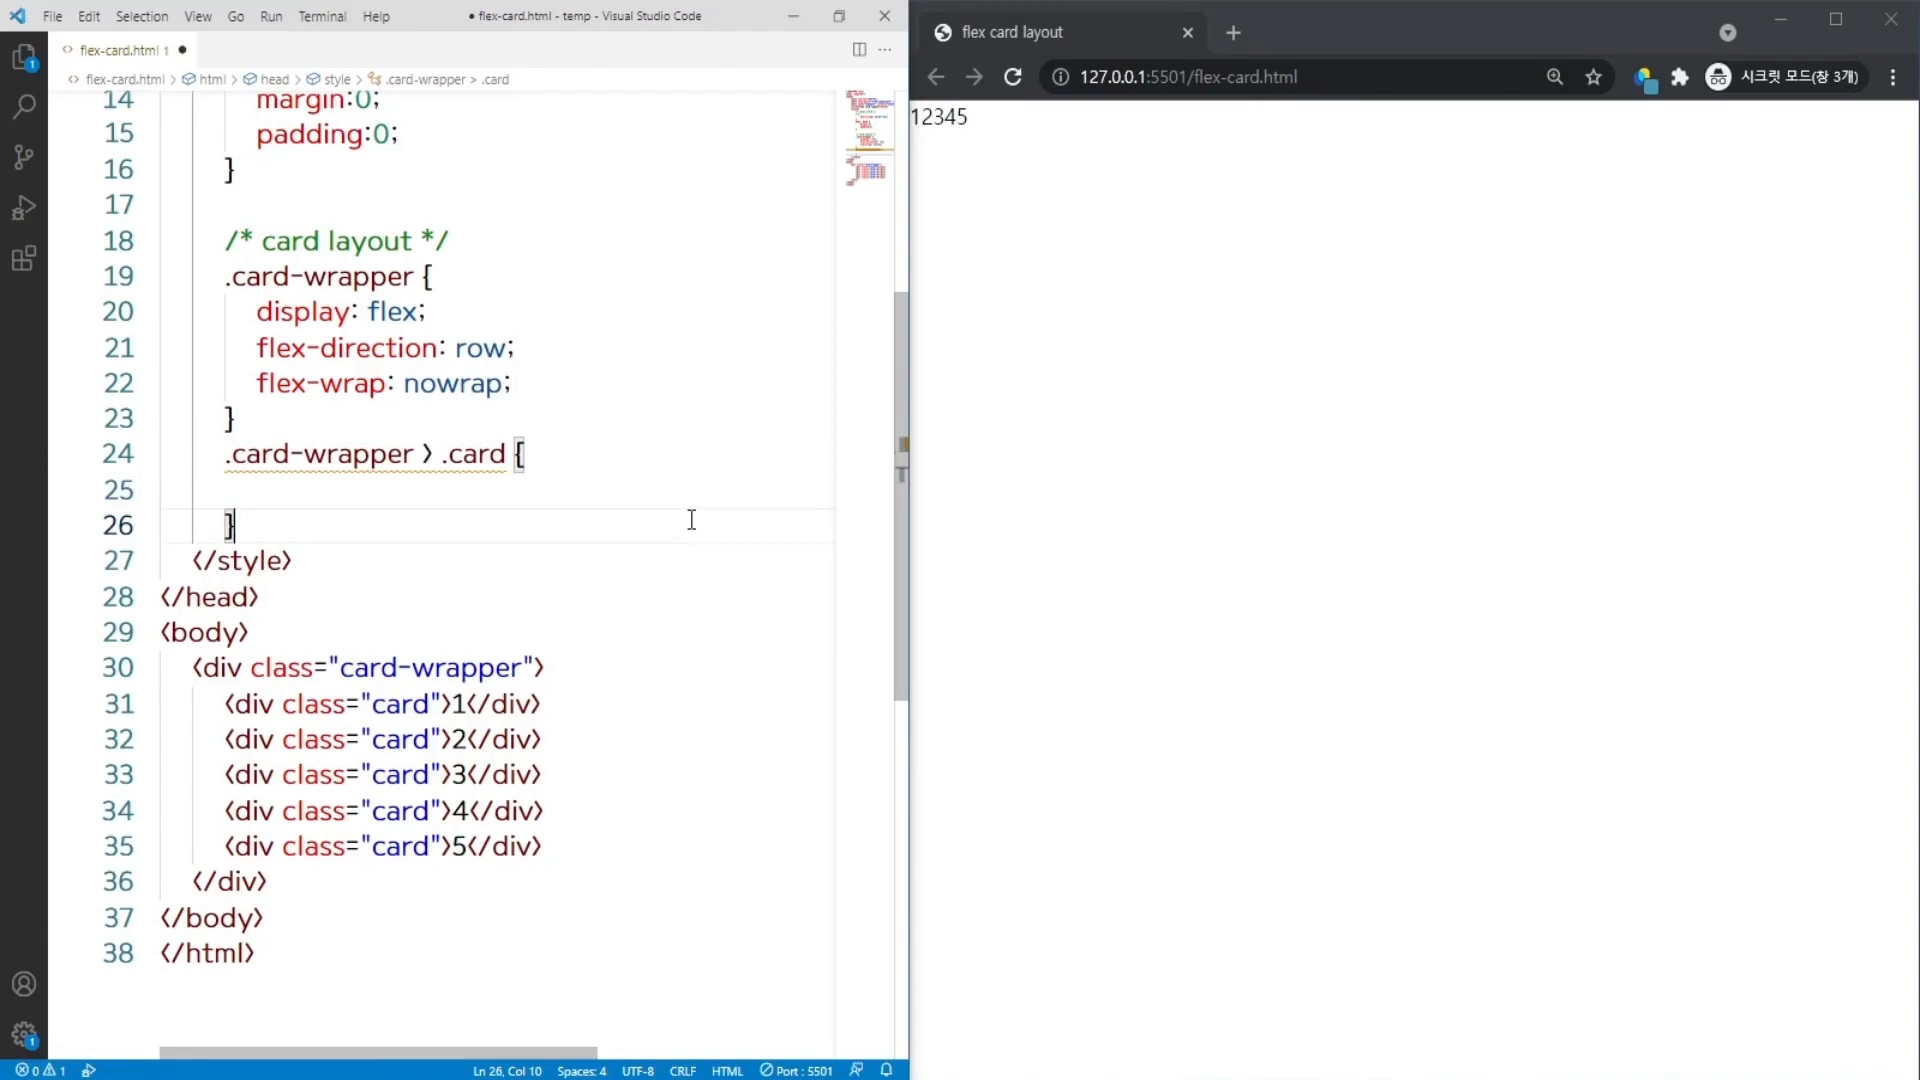 File Edit Selection View Go Run Terminal Help
● flex-card.html - temp - Visual Studio Code
flex-card.html 1 ●
flex-card.html > html > head > style > .card-wrapper > .card
14 margin:0;
15 padding:0;
16 }
17
18 /* card layout */
19 .card-wrapper {
20 display: flex;
21 flex-direction: row;
22 flex-wrap: nowrap;
23 }
24 .card-wrapper > .card {
25
26 }
27 </style>
28 </head>
29 <body>
30 <div class="card-wrapper">
31 <div class="card">1</div>
32 <div class="card">2</div>
33 <div class="card">3</div>
34 <div class="card">4</div>
35 <div class="card">5</div>
36 </div>
37 </body>
38 </html>
1
1
0 1
Ln 26, Col 10 Spaces: 4 UTF-8 CRLF HTML Port : 5501
flex card layout
127.0.0.1:5501/flex-card.html
시크릿 모드(창 3개)
12345